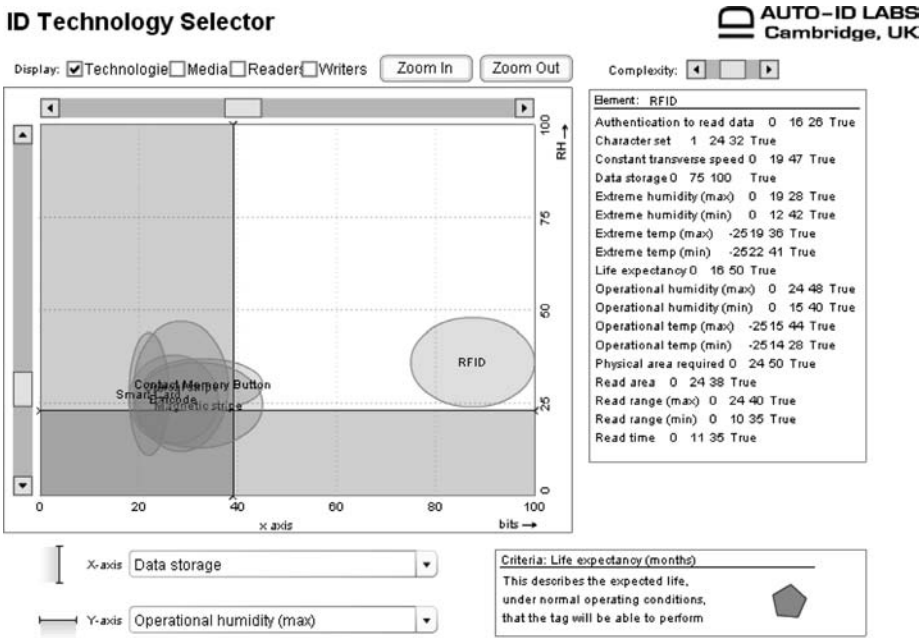 ID Technology Selector
AUTO-ID LABS
Cambridge, UK
Display: Technologie Media Readers Writers Zoom In Zoom Out Complexity:
Element: RFID
Authentication to read data 0 16 26 True
Character set 1 24 32 True
Constant transverse speed 0 19 47 True
Data storage 0 75 100 True
Extreme humidity (max) 0 19 28 True
Extreme humidity (min) 0 12 42 True
Extreme temp (max) -25 19 36 True
Extreme temp (min) -25 22 41 True
Life expectancy 0 16 50 True
Operational humidity (max) 0 24 48 True
Operational humidity (min) 0 15 40 True
Operational temp (max) -25 15 44 True
Operational temp (min) -25 14 28 True
Physical area required 0 24 50 True
Read area 0 24 38 True
Read range (max) 0 24 40 True
Read range (min) 0 10 35 True
Read time 0 11 35 True
100
RH
75
50
25
0
RFID
Contact Memory Button
Barcode
Magnetic stripe
0 20 40 60 80 100
x axis bits
X-axis Data storage
Y-axis Operational humidity (max)
Criteria: Life expectancy (months)
This describes the expected life,
under normal operating conditions,
that the tag will be able to perform